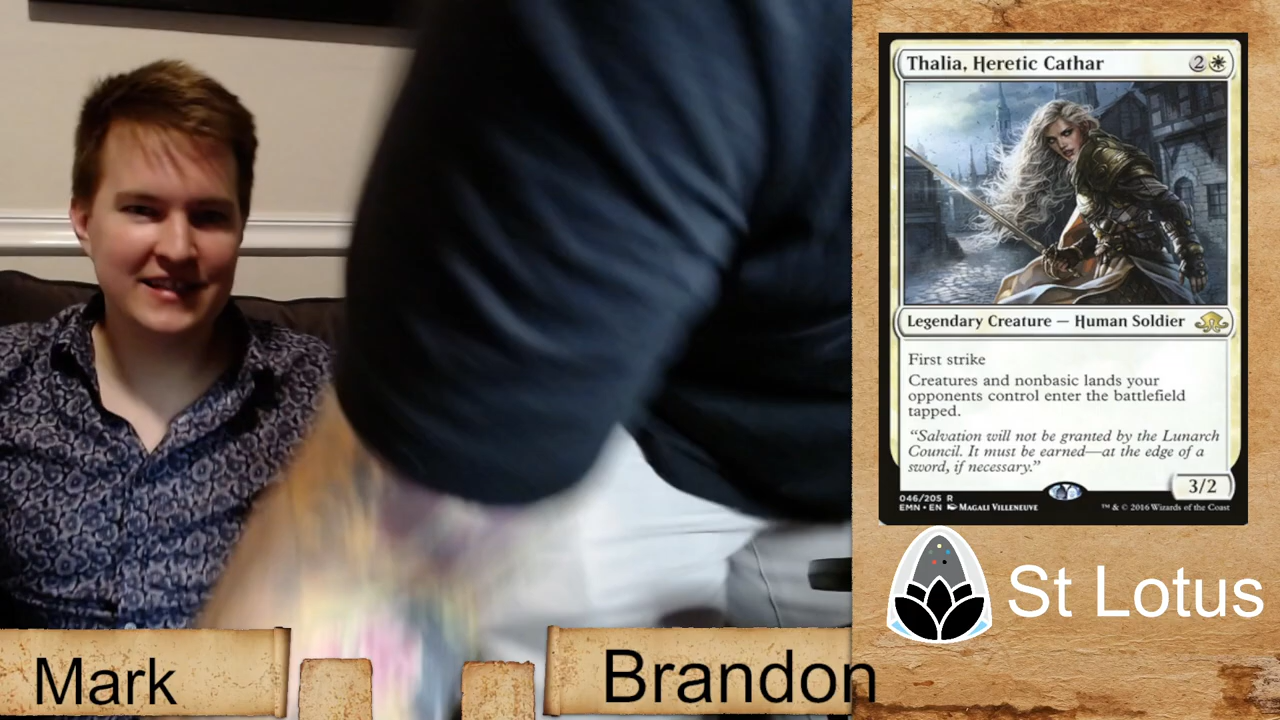 Thalia, Heretic Cathar 2
Legendary Creature — Human Soldier
First strike
Creatures and nonbasic lands your
opponents control enter the battlefield
tapped.
“Salvation will not be granted by the Lunarch
Council. It must be earned—at the edge of a
sword, if necessary.”
3/2
046/205 R
EMN • EN MAGALI VILLENEUVE
™ & © 2016 Wizards of the Coast
St Lotus
Mark
Brandon